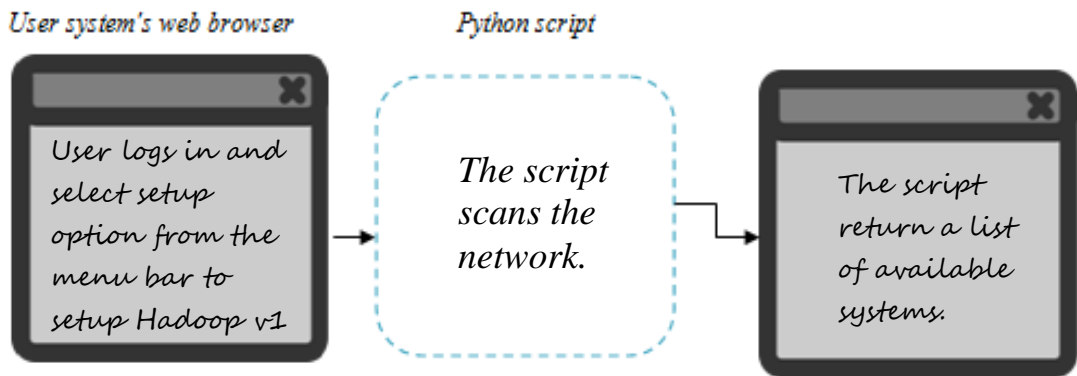 User system's web browser
Python script
User logs in and
select setup
option from the
menu bar to
setup Hadoop v1
The script
scans the
network.
The script
return a list
of available
systems.